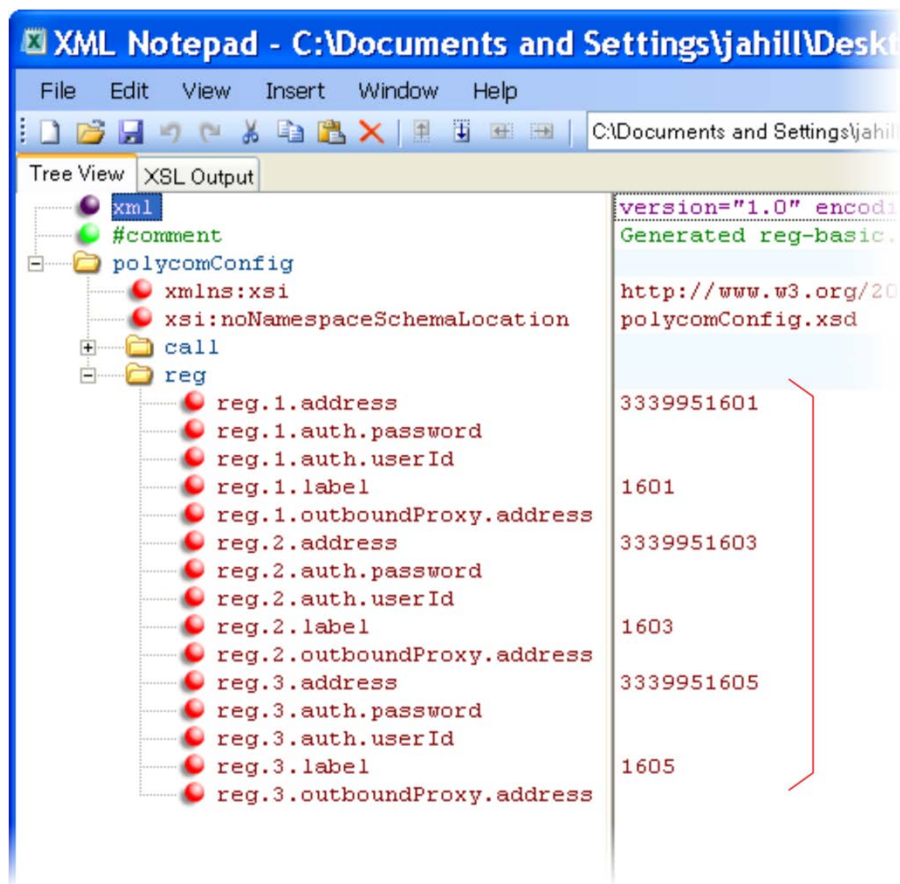 XML Notepad - C:\Documents and Settings\jahill\Deskt
File Edit View Insert Window Help
C:\Documents and Settings\jahill
Tree View XSL Output
xml version="1.0" encodi
#comment Generated reg-basic.
polycomConfig
xmlns:xsi http://www.w3.org/20
xsi:noNamespaceSchemaLocation polycomConfig.xsd
call
reg
reg.1.address 3339951601
reg.1.auth.password
reg.1.auth.userId
reg.1.label 1601
reg.1.outboundProxy.address
reg.2.address 3339951603
reg.2.auth.password
reg.2.auth.userId
reg.2.label 1603
reg.2.outboundProxy.address
reg.3.address 3339951605
reg.3.auth.password
reg.3.auth.userId
reg.3.label 1605
reg.3.outboundProxy.address